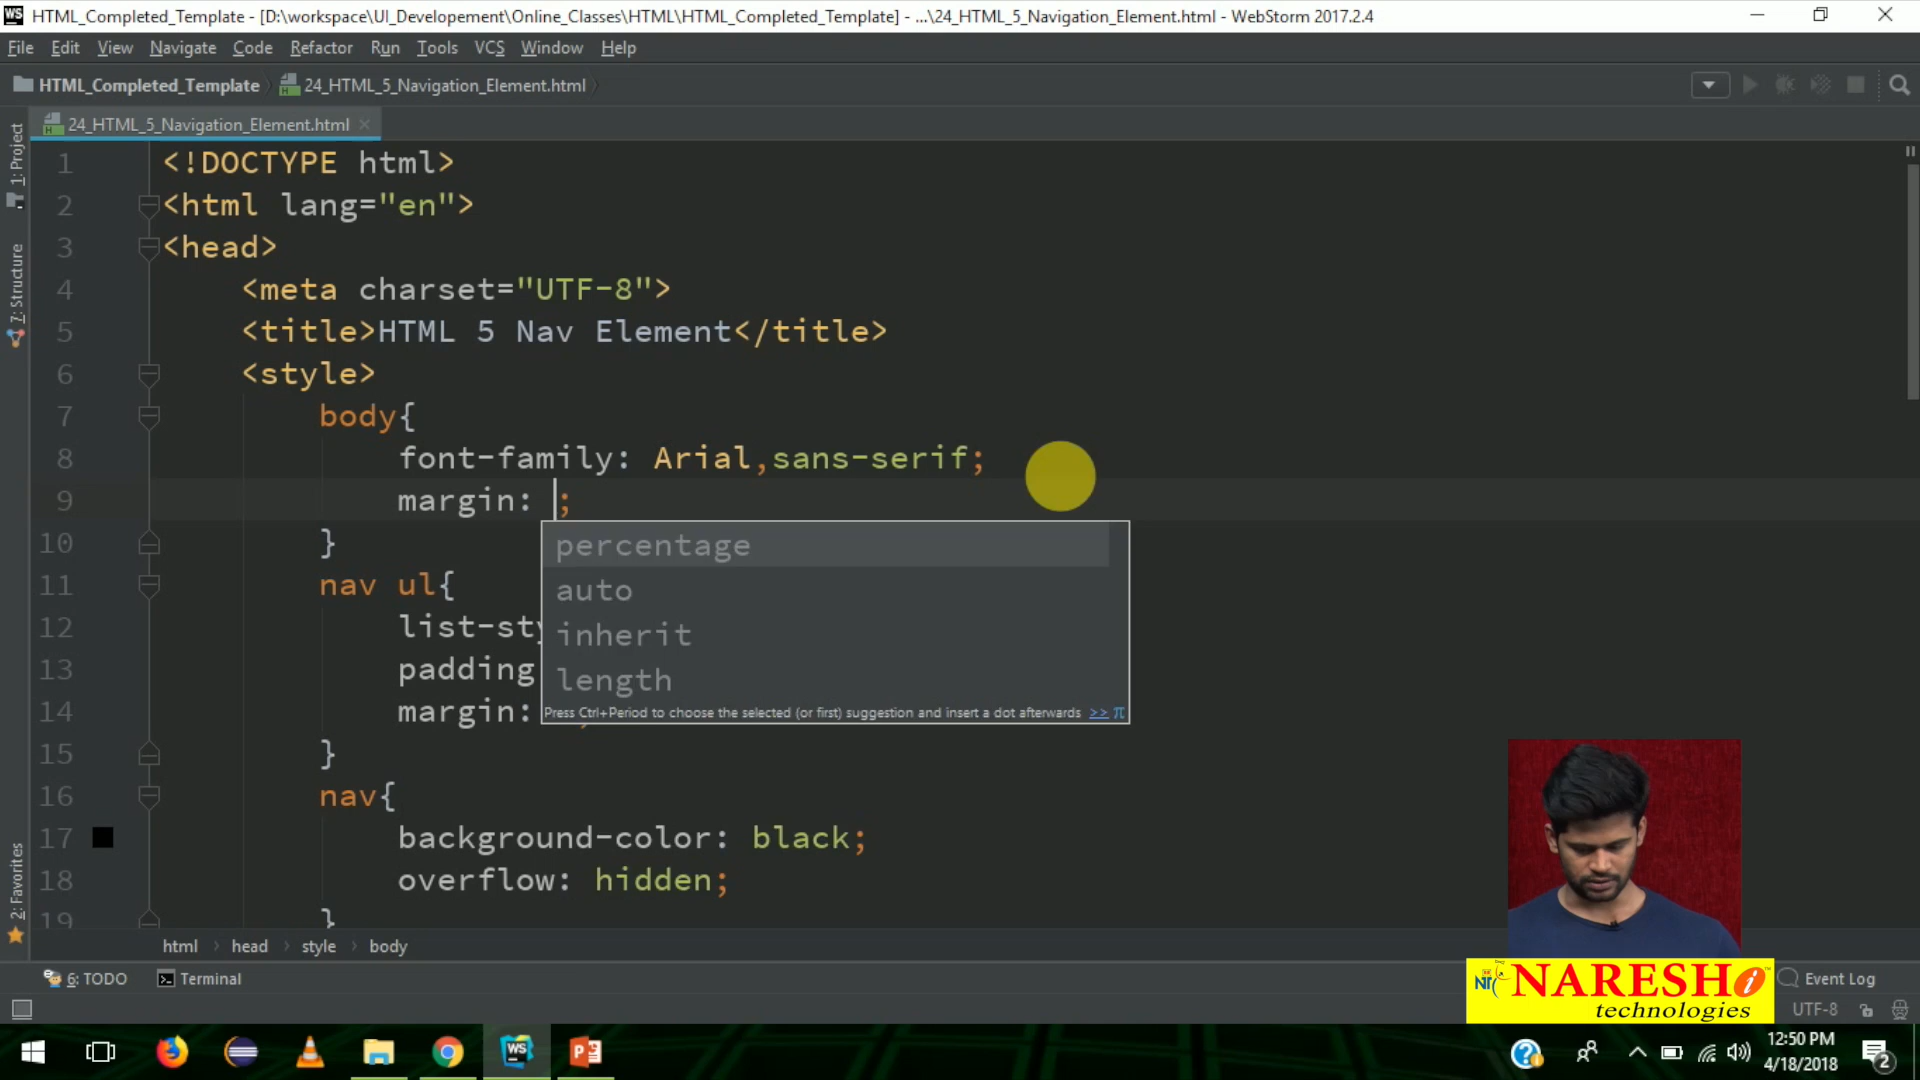 HTML_Completed_Template - [D:\workspace\UI_Developement\Online_Classes\HTML\HTML_Completed_Template] - ...\24_HTML_5_Navigation_Element.html - WebStorm 2017.2.4
File Edit View Navigate Code Refactor Run Tools VCS Window Help
HTML_Completed_Template 24_HTML_5_Navigation_Element.html
24_HTML_5_Navigation_Element.html
1: Project
7: Structure
2: Favorites
1 <!DOCTYPE html>
2 <html lang="en">
3 <head>
4 <meta charset="UTF-8">
5 <title>HTML 5 Nav Element</title>
6 <style>
7 body{
8 font-family: Arial,sans-serif;
9 margin: ;
10 }
11 nav ul{
12 list-sty
13 padding
14 margin:
15 }
16 nav{
17 background-color: black;
18 overflow: hidden;
19 }
percentage
auto
inherit
length
Press Ctrl+Period to choose the selected (or first) suggestion and insert a dot afterwards >> π
html head style body
6: TODO Terminal
Event Log
UTF-8
NARESH i
technologies
12:50 PM
4/18/2018
2